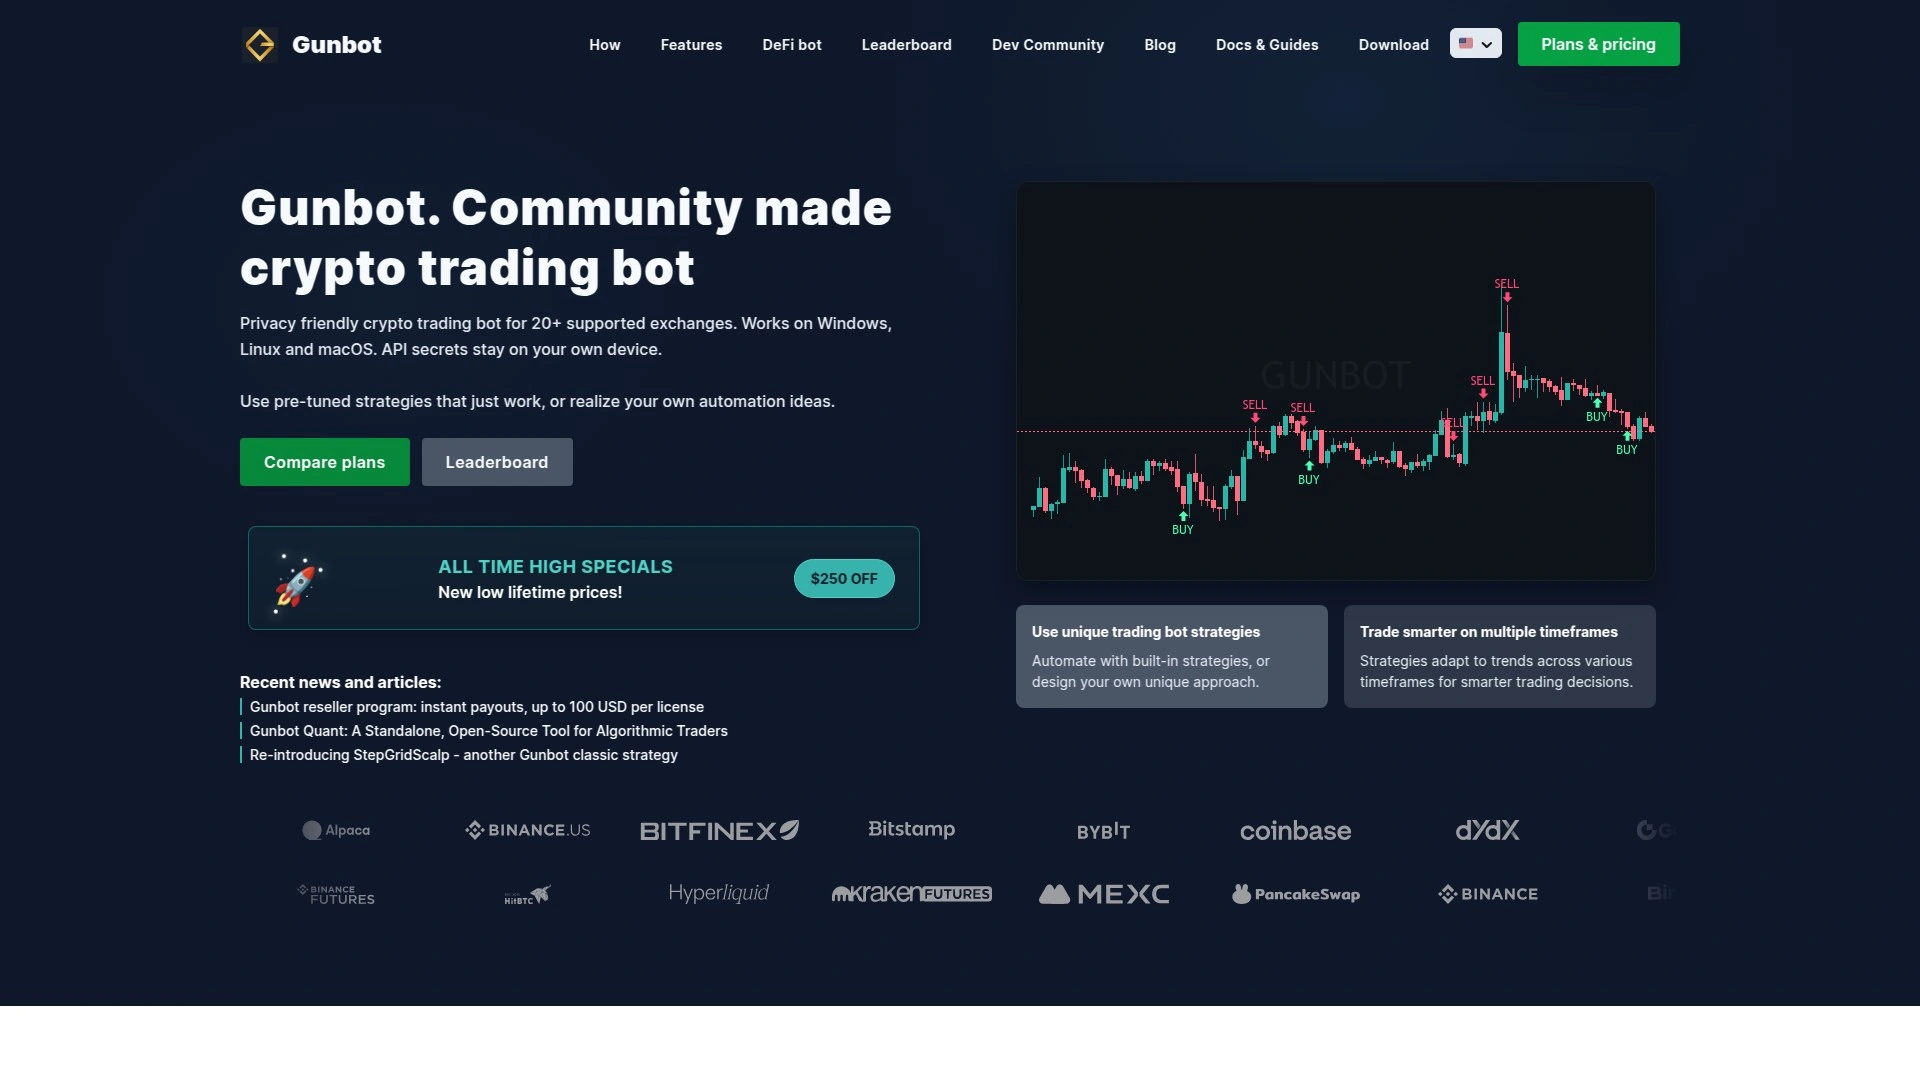 Gunbot
How
Features
DeFi bot
Leaderboard
Dev Community
Blog
Docs & Guides
Download
Plans & pricing
Gunbot. Community made
crypto trading bot
Privacy friendly crypto trading bot for 20+ supported exchanges. Works on Windows,
Linux and macOS. API secrets stay on your own device.
Use pre-tuned strategies that just work, or realize your own automation ideas.
Compare plans
Leaderboard
ALL TIME HIGH SPECIALS
New low lifetime prices!
$250 OFF
Recent news and articles:
Gunbot reseller program: instant payouts, up to 100 USD per license
Gunbot Quant: A Standalone, Open-Source Tool for Algorithmic Traders
Re-introducing StepGridScalp - another Gunbot classic strategy
GUNBOT
SELL
SELL
SELL
SELL
SELL
BUY
BUY
BUY
BUY
Use unique trading bot strategies
Automate with built-in strategies, or
design your own unique approach.
Trade smarter on multiple timeframes
Strategies adapt to trends across various
timeframes for smarter trading decisions.
Alpaca
BINANCE.US
BITFINEX
Bitstamp
BYBIT
coinbase
dYdX
BINANCE
FUTURES
HitBTC
Hyperliquid
kraken FUTURES
MEXC
PancakeSwap
BINANCE